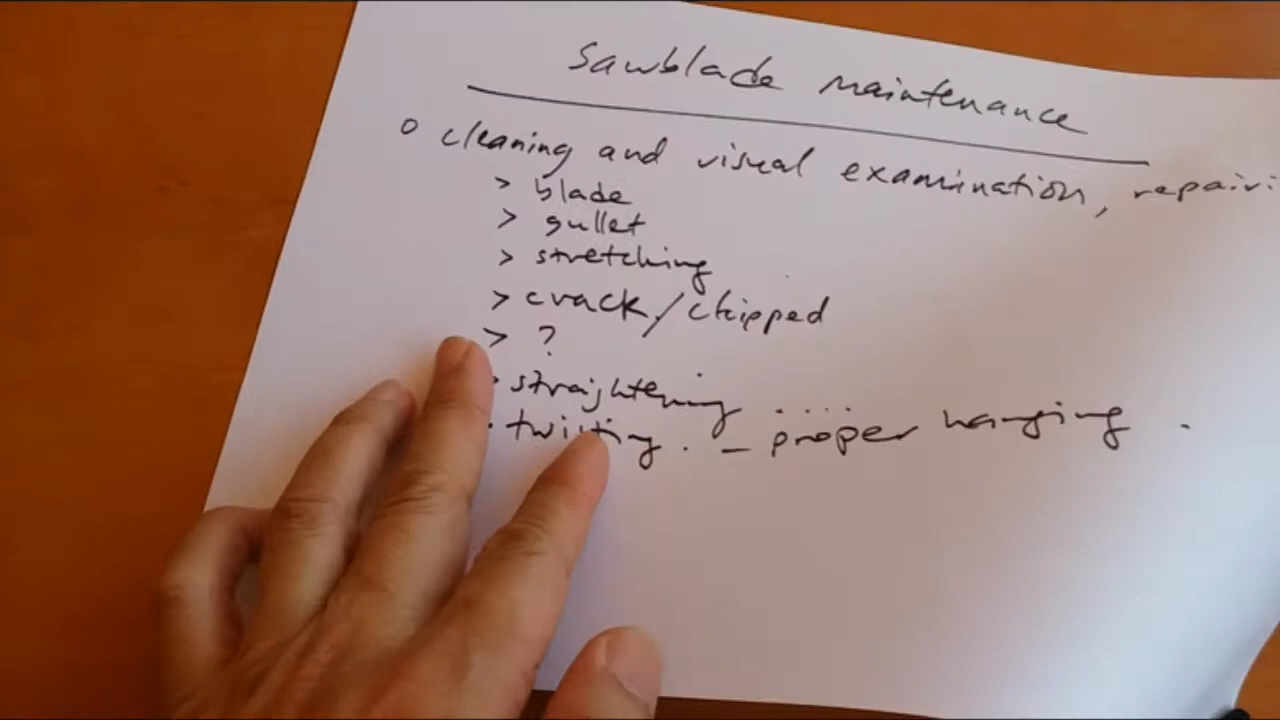 Sawblade maintenance
o cleaning and visual examination, repairi
> blade
> gullet
> stretching
> crack/chipped
> ?
straightening ....
twisting. – proper hanging .